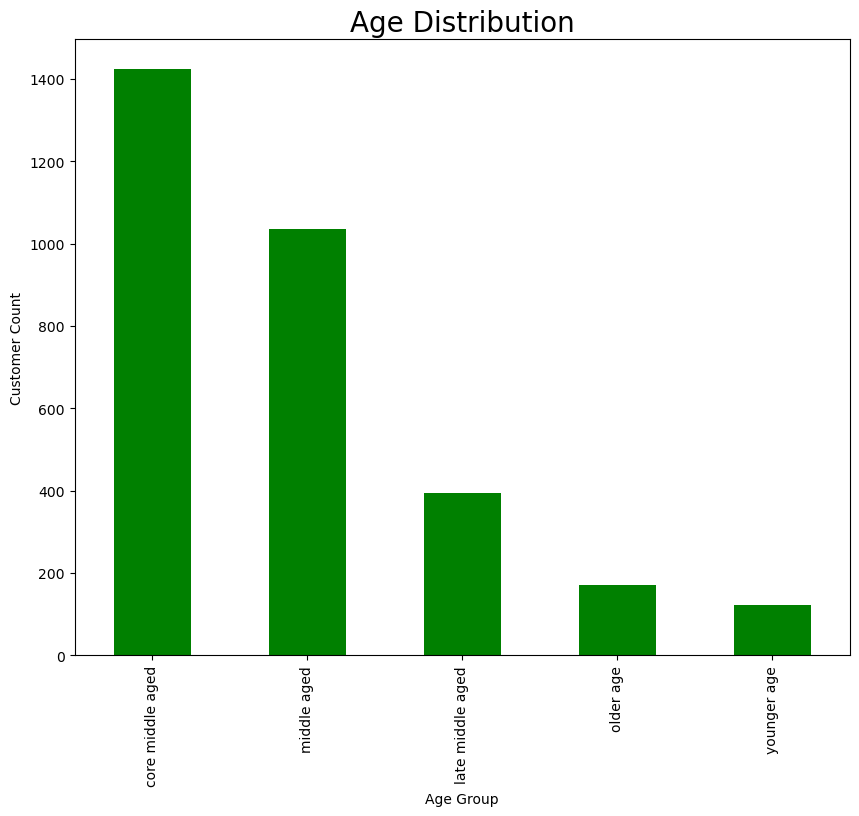 Age Distribution
Customer Count
1400
1200
1000
800
600
400
200
0
core middle aged
middle aged
late middle aged
older age
younger age
Age Group